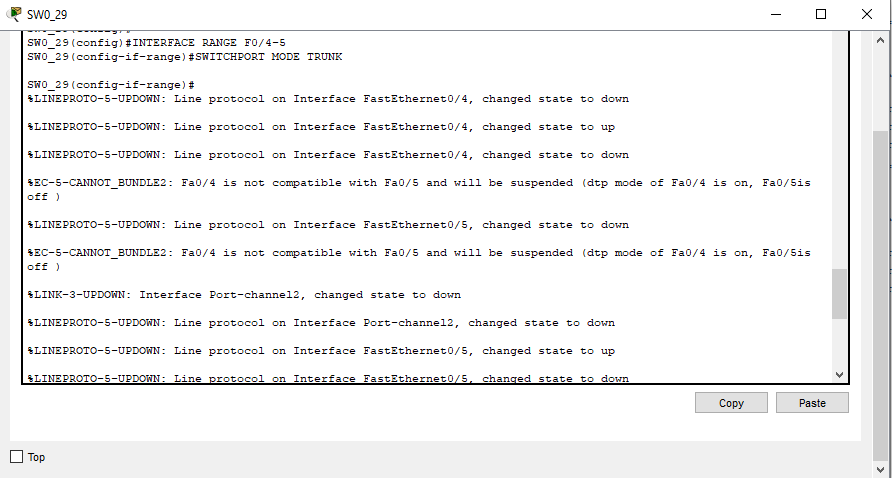 SW0_29
SW0_29(config)#INTERFACE RANGE F0/4-5
SW0_29(config-if-range)#SWITCHPORT MODE TRUNK
SW0_29(config-if-range)#
%LINEPROTO-5-UPDOWN: Line protocol on Interface FastEthernet0/4, changed state to down
%LINEPROTO-5-UPDOWN: Line protocol on Interface FastEthernet0/4, changed state to up
%LINEPROTO-5-UPDOWN: Line protocol on Interface FastEthernet0/4, changed state to down
%EC-5-CANNOT_BUNDLE2: Fa0/4 is not compatible with Fa0/5 and will be suspended (dtp mode of Fa0/4 is on, Fa0/5is
off )
%LINEPROTO-5-UPDOWN: Line protocol on Interface FastEthernet0/5, changed state to down
%EC-5-CANNOT_BUNDLE2: Fa0/4 is not compatible with Fa0/5 and will be suspended (dtp mode of Fa0/4 is on, Fa0/5is
off )
%LINK-3-UPDOWN: Interface Port-channel2, changed state to down
%LINEPROTO-5-UPDOWN: Line protocol on Interface Port-channel2, changed state to down
%LINEPROTO-5-UPDOWN: Line protocol on Interface FastEthernet0/5, changed state to up
%LINEPROTO-5-UPDOWN: Line protocol on Interface FastEthernet0/5, changed state to down
Copy Paste
Top